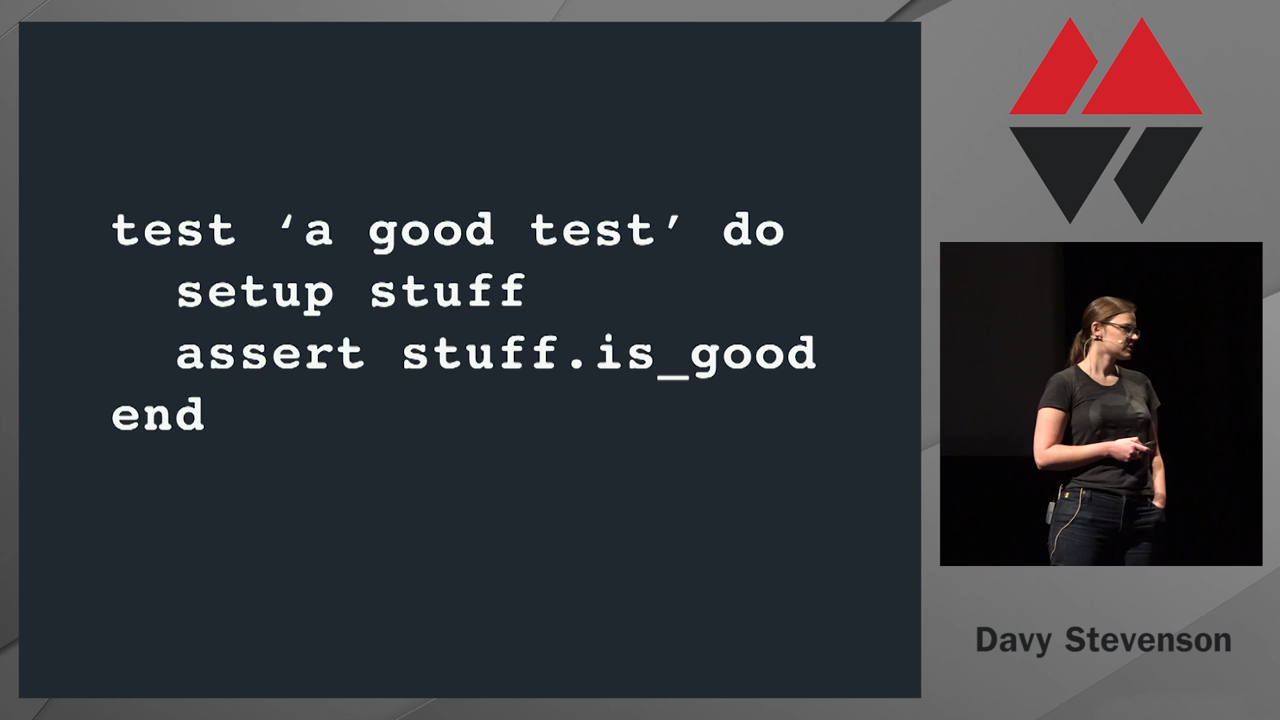 test ‘a good test’ do
setup stuff
assert stuff.is_good
end
Davy Stevenson